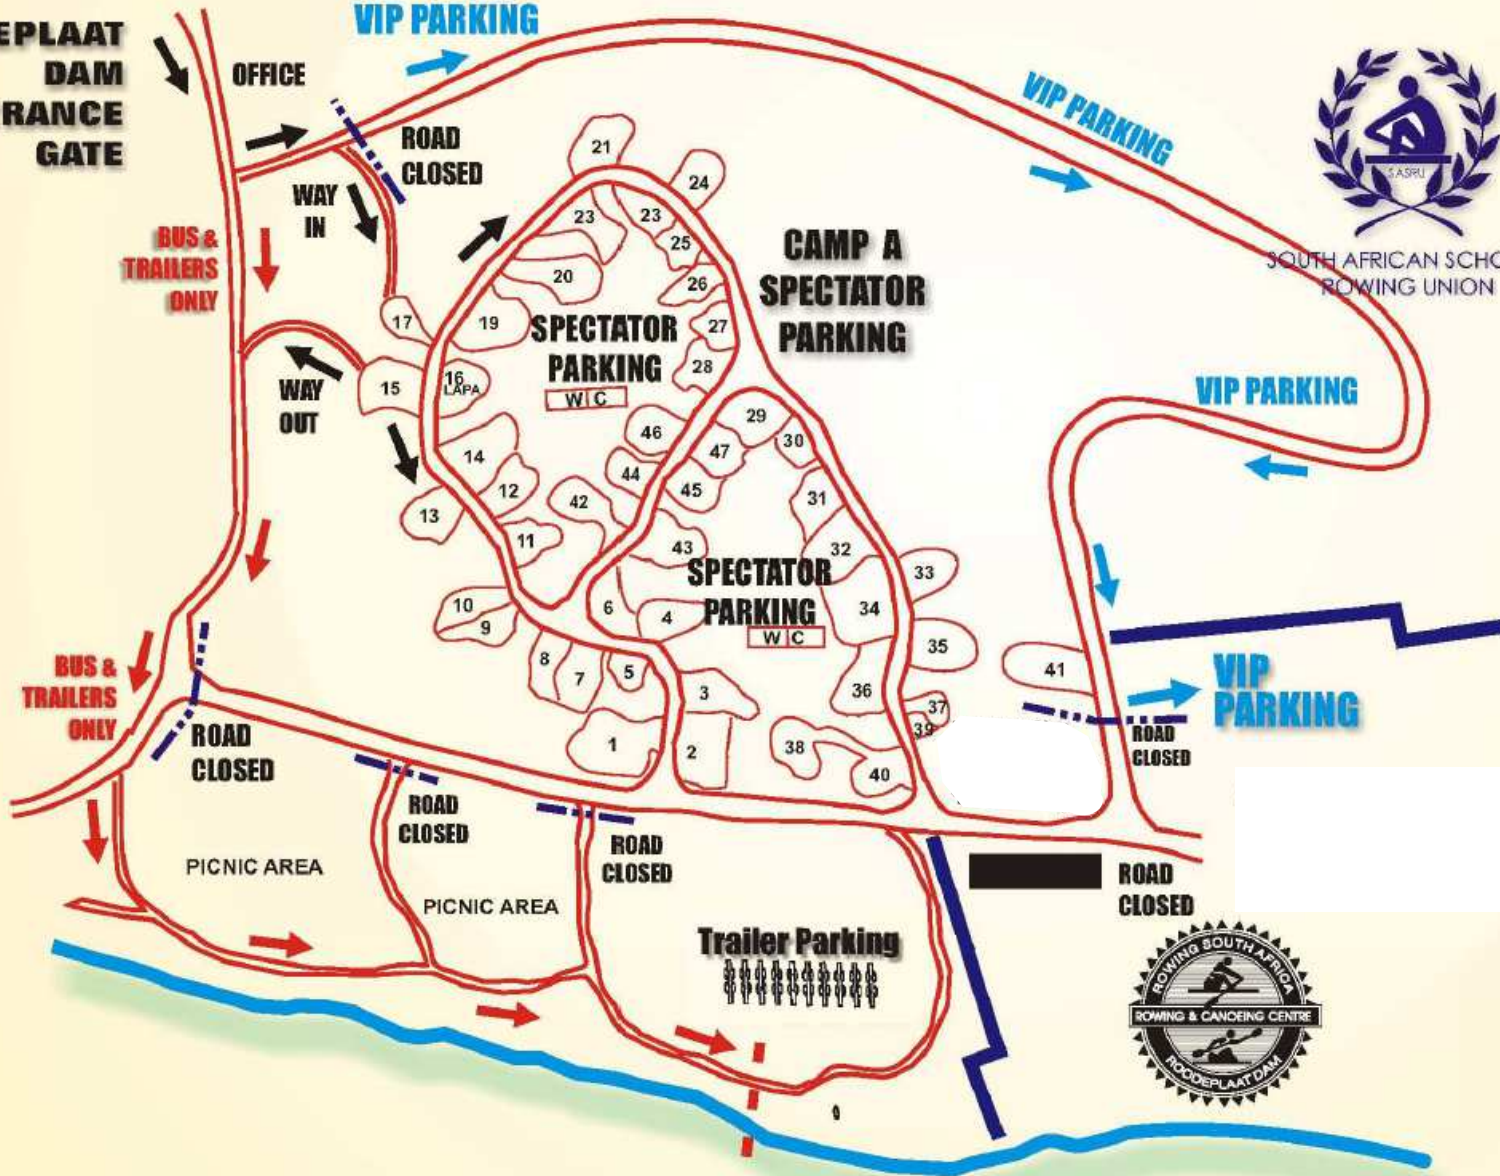 EPLAAT
DAM
RANCE
GATE
OFFICE
VIP PARKING
ROAD
CLOSED
WAY
IN
BUS &
TRAILERS
ONLY
WAY
OUT
VIP PARKING
SASRU
SOUTH AFRICAN SCHO
ROWING UNION
CAMP A
SPECTATOR
PARKING
VIP PARKING
21
24
23
23
25
20
26
17
19
27
SPECTATOR
PARKING
W C
28
15
16
LAPA
29
30
46
47
14
44
45
12
42
31
13
11
43
32
33
SPECTATOR
PARKING
W C
10
9
6
4
34
35
8
7
5
3
36
37
39
41
1
2
38
40
VIP
PARKING
ROAD
CLOSED
BUS &
TRAILERS
ONLY
ROAD
CLOSED
ROAD
CLOSED
ROAD
CLOSED
PICNIC AREA
PICNIC AREA
Trailer Parking
ROAD
CLOSED
ROWING SOUTH AFRICA
ROWING & CANOEING CENTRE
ROODEPLAAT DAM